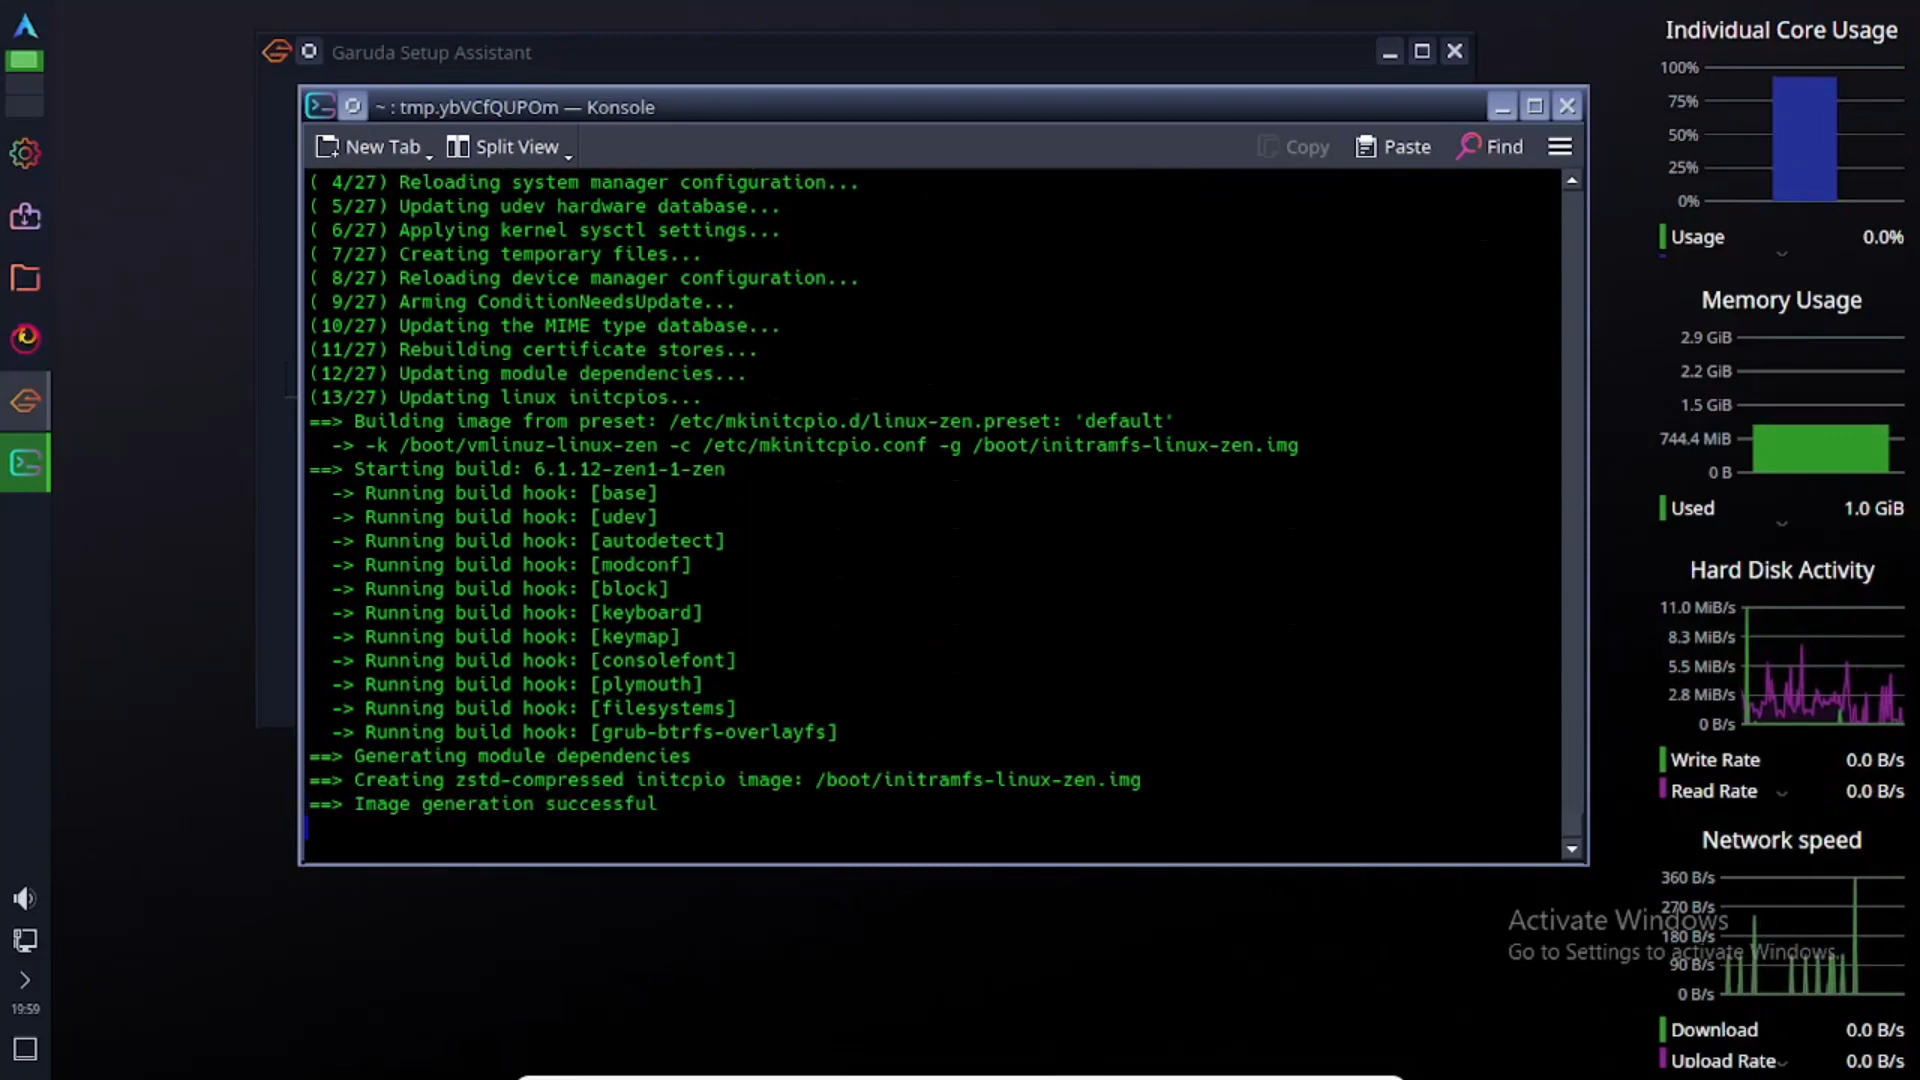 Garuda Setup Assistant
~ : tmp.ybVCfQUPOm — Konsole
New Tab
Split View
Copy
Paste
Find
( 4/27) Reloading system manager configuration...
( 5/27) Updating udev hardware database...
( 6/27) Applying kernel sysctl settings...
( 7/27) Creating temporary files...
( 8/27) Reloading device manager configuration...
( 9/27) Arming ConditionNeedsUpdate...
(10/27) Updating the MIME type database...
(11/27) Rebuilding certificate stores...
(12/27) Updating module dependencies...
(13/27) Updating linux initcpios...
==> Building image from preset: /etc/mkinitcpio.d/linux-zen.preset: 'default'
  -> -k /boot/vmlinuz-linux-zen -c /etc/mkinitcpio.conf -g /boot/initramfs-linux-zen.img
==> Starting build: 6.1.12-zen1-1-zen
  -> Running build hook: [base]
  -> Running build hook: [udev]
  -> Running build hook: [autodetect]
  -> Running build hook: [modconf]
  -> Running build hook: [block]
  -> Running build hook: [keyboard]
  -> Running build hook: [keymap]
  -> Running build hook: [consolefont]
  -> Running build hook: [plymouth]
  -> Running build hook: [filesystems]
  -> Running build hook: [grub-btrfs-overlayfs]
==> Generating module dependencies
==> Creating zstd-compressed initcpio image: /boot/initramfs-linux-zen.img
==> Image generation successful
19:59
Individual Core Usage
100%
75%
50%
25%
0%
Usage 0.0%
Memory Usage
2.9 GiB
2.2 GiB
1.5 GiB
744.4 MiB
0 B
Used 1.0 GiB
Hard Disk Activity
11.0 MiB/s
8.3 MiB/s
5.5 MiB/s
2.8 MiB/s
0 B/s
Write Rate 0.0 B/s
Read Rate 0.0 B/s
Network speed
360 B/s
270 B/s
180 B/s
90 B/s
0 B/s
Download 0.0 B/s
Upload Rate 0.0 B/s
Activate Windows
Go to Settings to activate Windows.